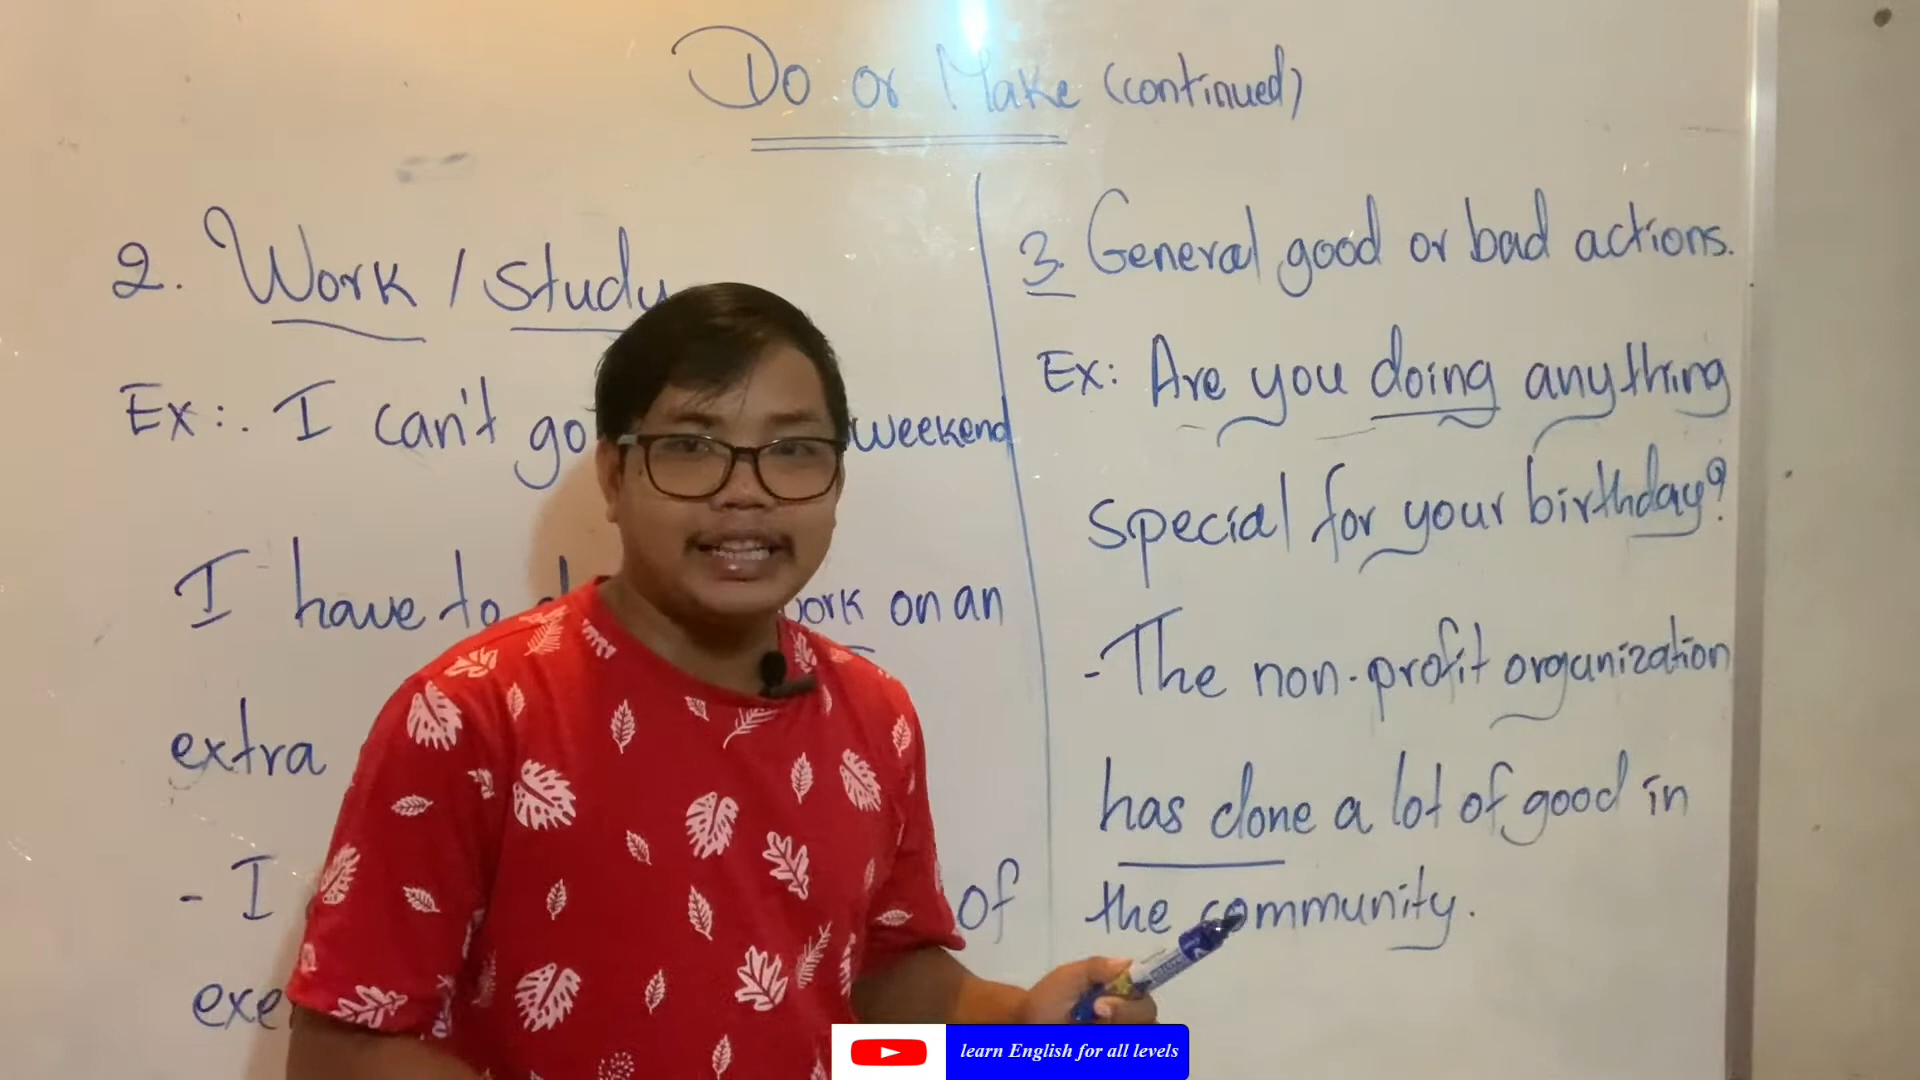 Do or Make (continued)
2. Work / Study
Ex:. I can't go weekend
I have to work on an
extra
- I of
3. General good or bad actions.
Ex: Are you doing anything
special for your birthday?
- The non-profit organization
has done a lot of good in
the community.
learn English for all levels